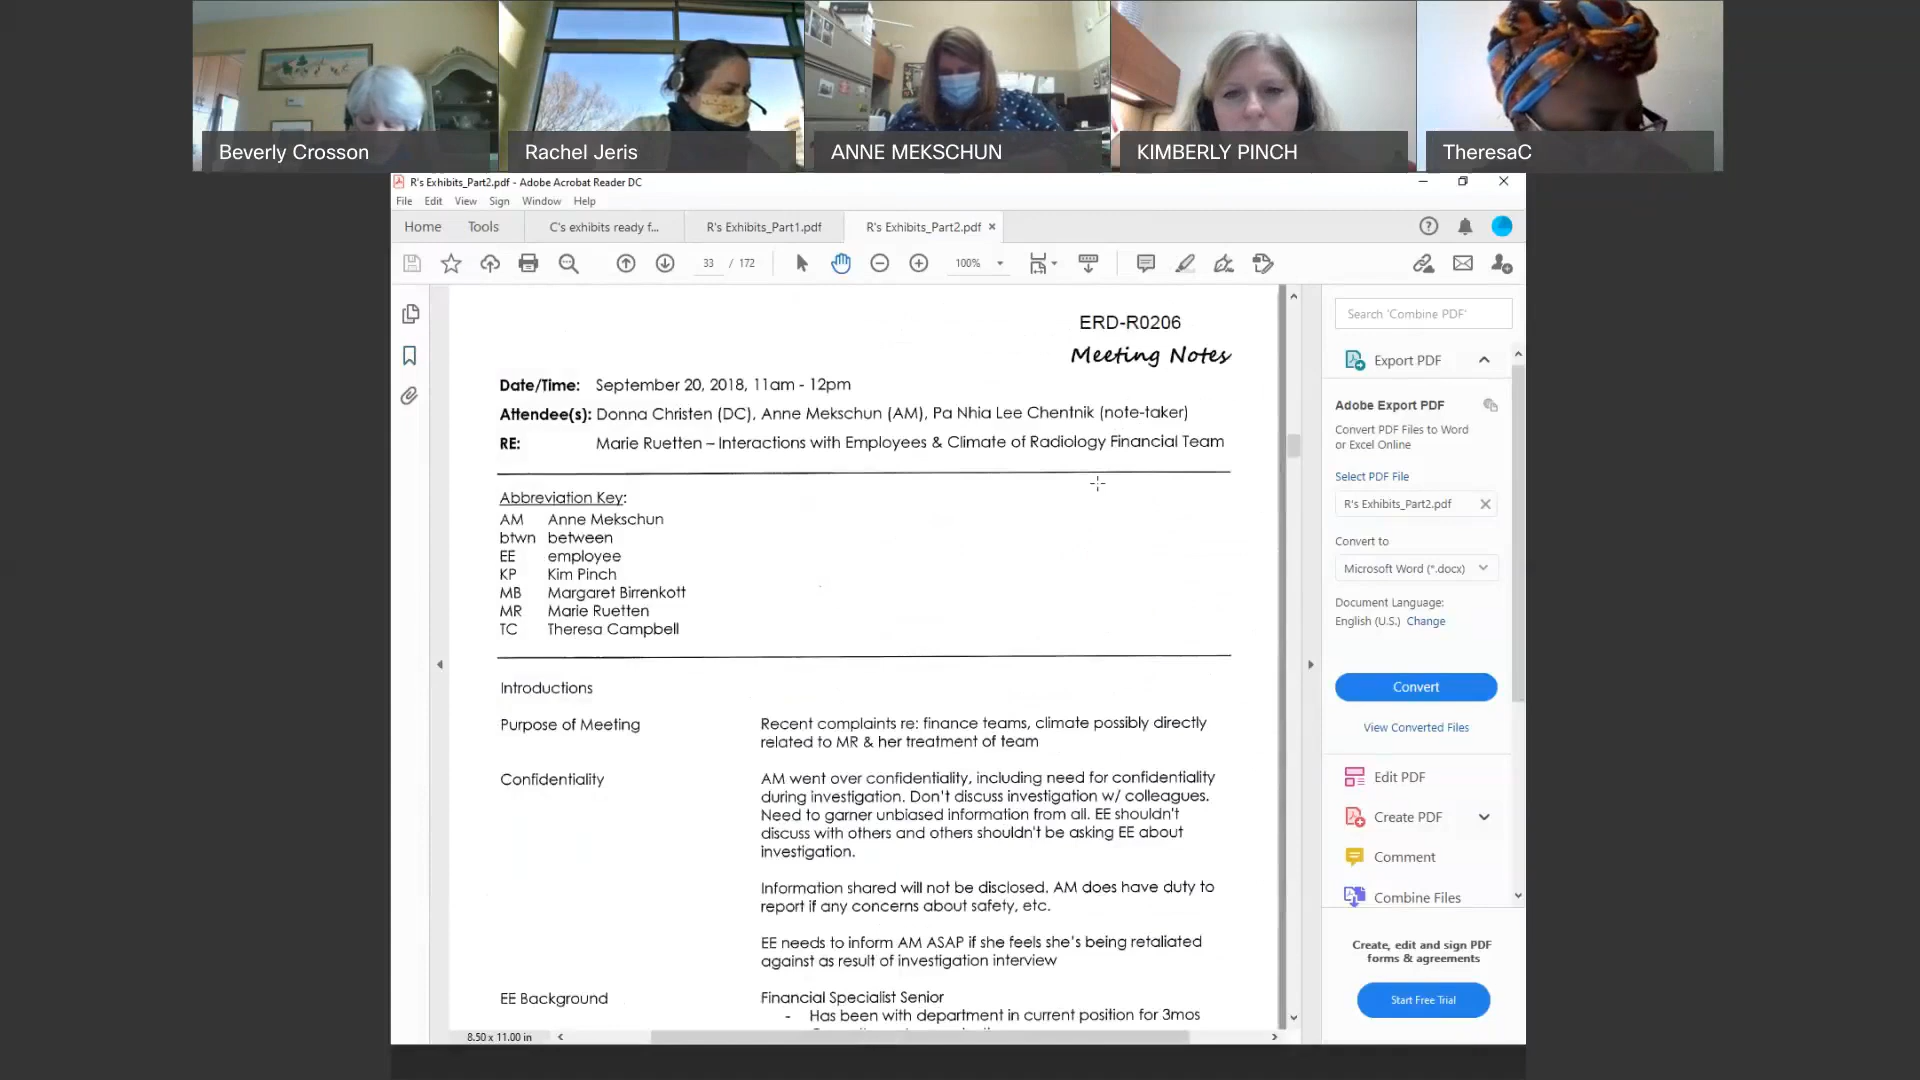 Beverly Crosson
Rachel Jeris
ANNE MEKSCHUN
KIMBERLY PINCH
TheresaC
R's Exhibits_Part2.pdf - Adobe Acrobat Reader DC
File Edit View Sign Window Help
Home Tools C's exhibits ready f... R's Exhibits_Part1.pdf R's Exhibits_Part2.pdf ×
33 / 172 100%
ERD-R0206
Meeting Notes
Date/Time: September 20, 2018, 11am - 12pm
Attendee(s): Donna Christen (DC), Anne Mekschun (AM), Pa Nhia Lee Chentnik (note-taker)
RE: Marie Ruetten – Interactions with Employees & Climate of Radiology Financial Team
Abbreviation Key:
AM Anne Mekschun
btwn between
EE employee
KP Kim Pinch
MB Margaret Birrenkott
MR Marie Ruetten
TC Theresa Campbell
Introductions
Purpose of Meeting Recent complaints re: finance teams, climate possibly directly
related to MR & her treatment of team
Confidentiality AM went over confidentiality, including need for confidentiality
during investigation. Don't discuss investigation w/ colleagues.
Need to garner unbiased information from all. EE shouldn't
discuss with others and others shouldn't be asking EE about
investigation.
Information shared will not be disclosed. AM does have duty to
report if any concerns about safety, etc.
EE needs to inform AM ASAP if she feels she's being retaliated
against as result of investigation interview
EE Background Financial Specialist Senior
- Has been with department in current position for 3mos
8.50 x 11.00 in
Search 'Combine PDF'
Export PDF
Adobe Export PDF
Convert PDF Files to Word
or Excel Online
Select PDF File
R's Exhibits_Part2.pdf
Convert to
Microsoft Word (*.docx)
Document Language:
English (U.S.) Change
Convert
View Converted Files
Edit PDF
Create PDF
Comment
Combine Files
Create, edit and sign PDF
forms & agreements
Start Free Trial